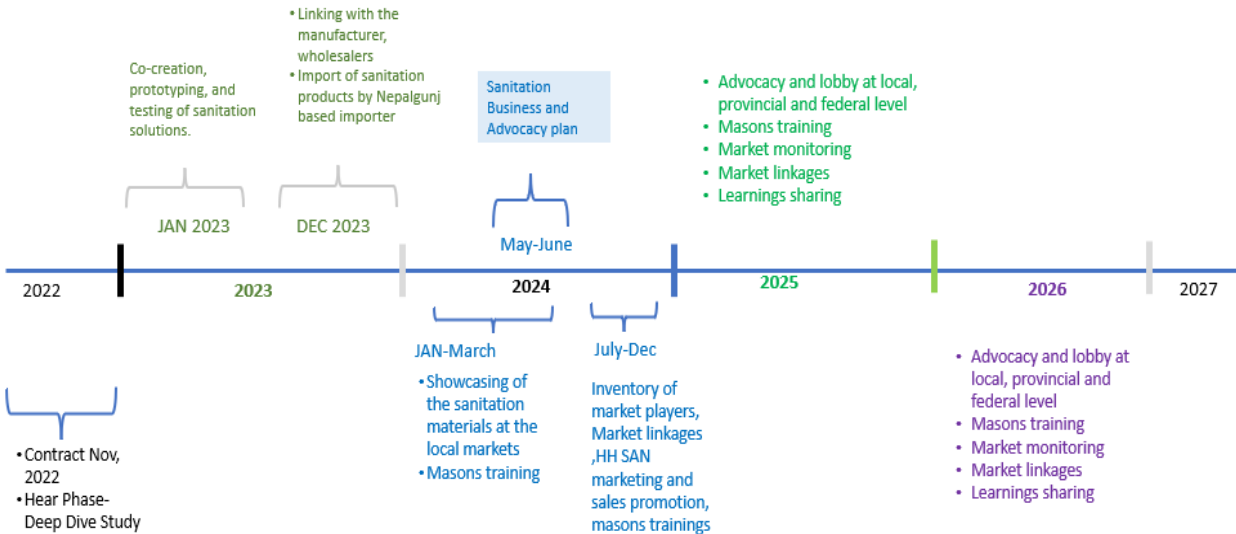 • Linking with the
manufacturer,
wholesalers
• Import of sanitation
products by Nepalgunj
based importer
Co-creation,
prototyping, and
testing of sanitation
solutions.
Sanitation
Business and
Advocacy plan
• Advocacy and lobby at local,
provincial and federal level
• Masons training
• Market monitoring
• Market linkages
• Learnings sharing
JAN 2023
DEC 2023
May-June
2022
2023
2024
2025
2026
2027
JAN-March
• Showcasing of
the sanitation
materials at the
local markets
• Masons training
July-Dec
Inventory of
market players,
Market linkages
,HH SAN
marketing and
sales promotion,
masons trainings
• Advocacy and lobby at
local, provincial and
federal level
• Masons training
• Market monitoring
• Market linkages
• Learnings sharing
• Contract Nov,
2022
• Hear Phase-
Deep Dive Study